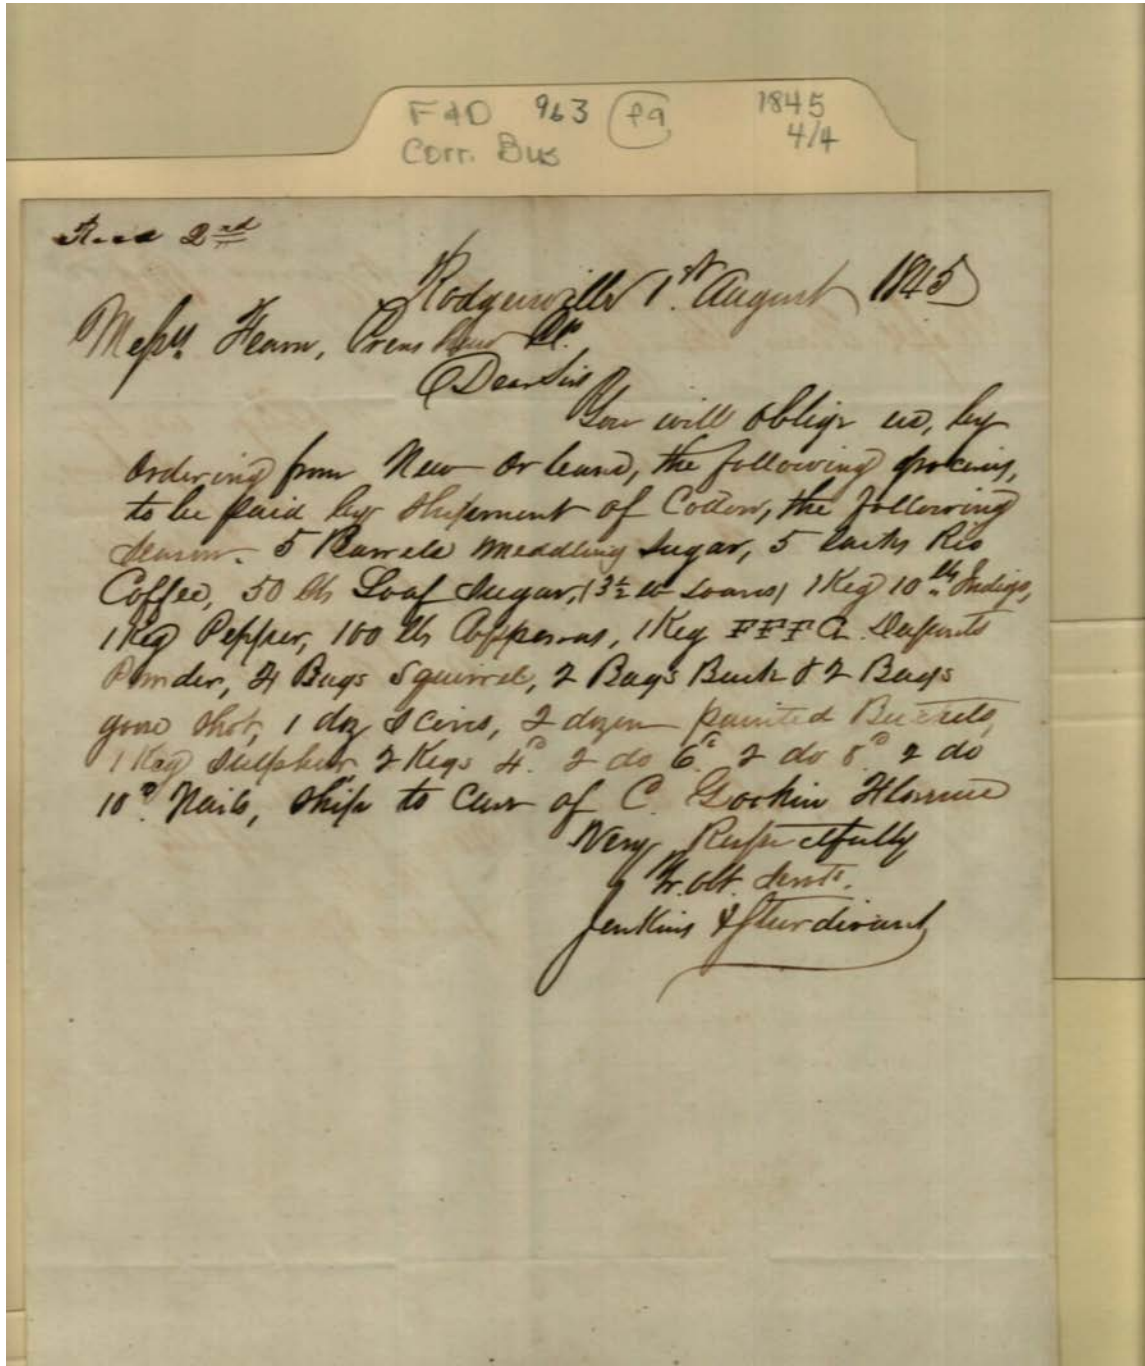 F&D 963 f9 1845
Corr. Bus 4/4
Recd 2nd
Rodgersville 1st August 1845
Messrs. Fearn, Crenshaw Co.
Dear Sirs
You will oblige us, by
ordering from New Orleans, the following groceries,
to be paid by shipment of Cotton, the following
season. 5 Barrels meddling Sugar, 5 sacks Rio
Coffee, 50 lb Loaf Sugar, (3½ lb Loaves) 1 Keg 10 lb Indigo,
1 Keg Pepper, 100 lb Copperas, 1 Keg FFFG Duponts
Powder, 4 Bags Squirrel, 2 Bags Buck & 2 Bags
goose shot, 1 doz Scives, 2 dozen painted Buckets,
1 Keg Sulphur 2 Kegs 4d. 2 do 6d 2 do 8d 2 do
10d. Nails, ship to care of C. Gookin Florence
Very Respectfully
Yr. obt. Servts.
Jenkins & Sturdivant